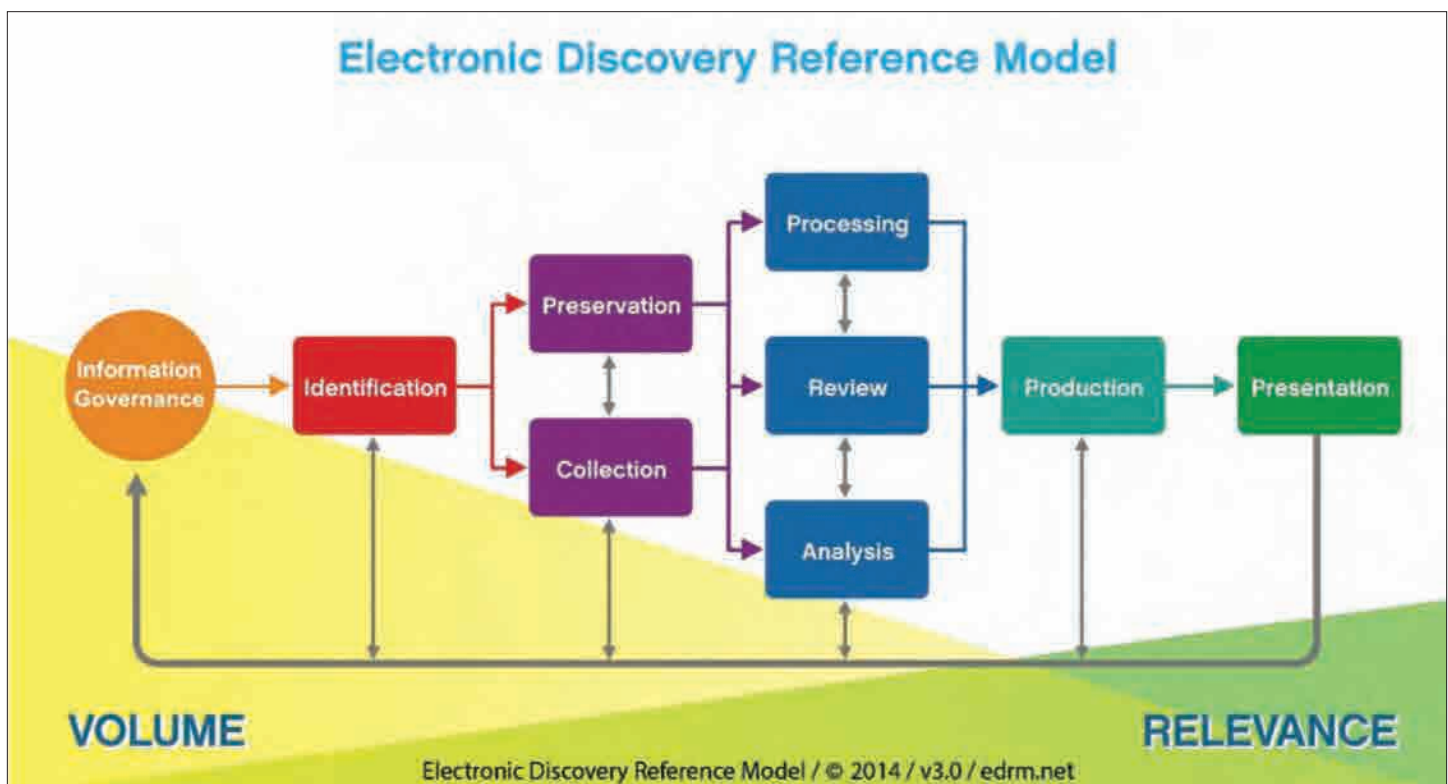 Electronic Discovery Reference Model
Processing
Preservation
Information
Governance
Identification
Review
Production
Presentation
Collection
Analysis
VOLUME
RELEVANCE
Electronic Discovery Reference Model / © 2014 / v3.0 / edrm.net